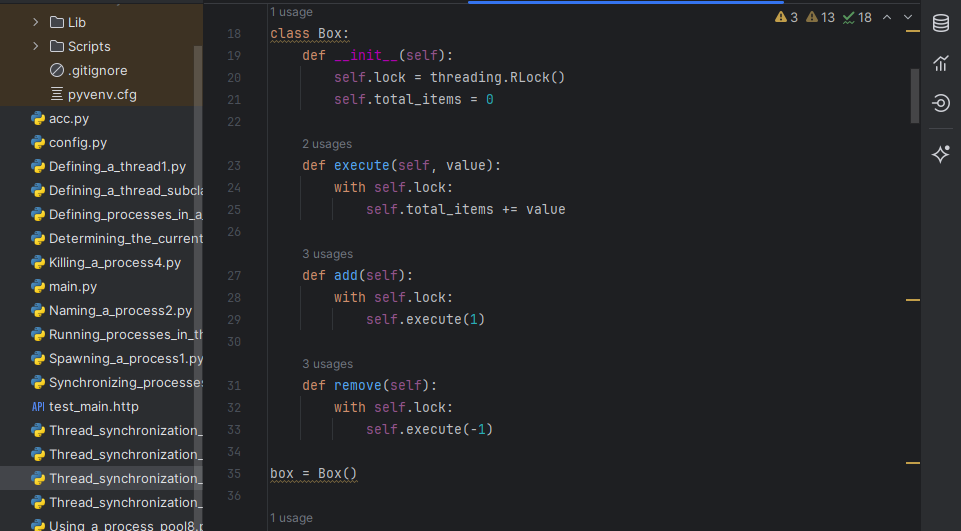 Lib
Scripts
.gitignore
pyvenv.cfg
acc.py
config.py
Defining_a_thread1.py
Defining_a_thread_subcla
Defining_processes_in_a_
Determining_the_current
Killing_a_process4.py
main.py
Naming_a_process2.py
Running_processes_in_th
Spawning_a_process1.py
Synchronizing_processes
API test_main.http
Thread_synchronization_
Thread_synchronization_
Thread_synchronization_
Thread_synchronization_
Using_a_process_pool8.p
1 usage
3 13 18
18 class Box:
19     def __init__(self):
20         self.lock = threading.RLock()
21         self.total_items = 0
22
2 usages
23     def execute(self, value):
24         with self.lock:
25             self.total_items += value
26
3 usages
27     def add(self):
28         with self.lock:
29             self.execute(1)
30
3 usages
31     def remove(self):
32         with self.lock:
33             self.execute(-1)
34
35 box = Box()
36
1 usage